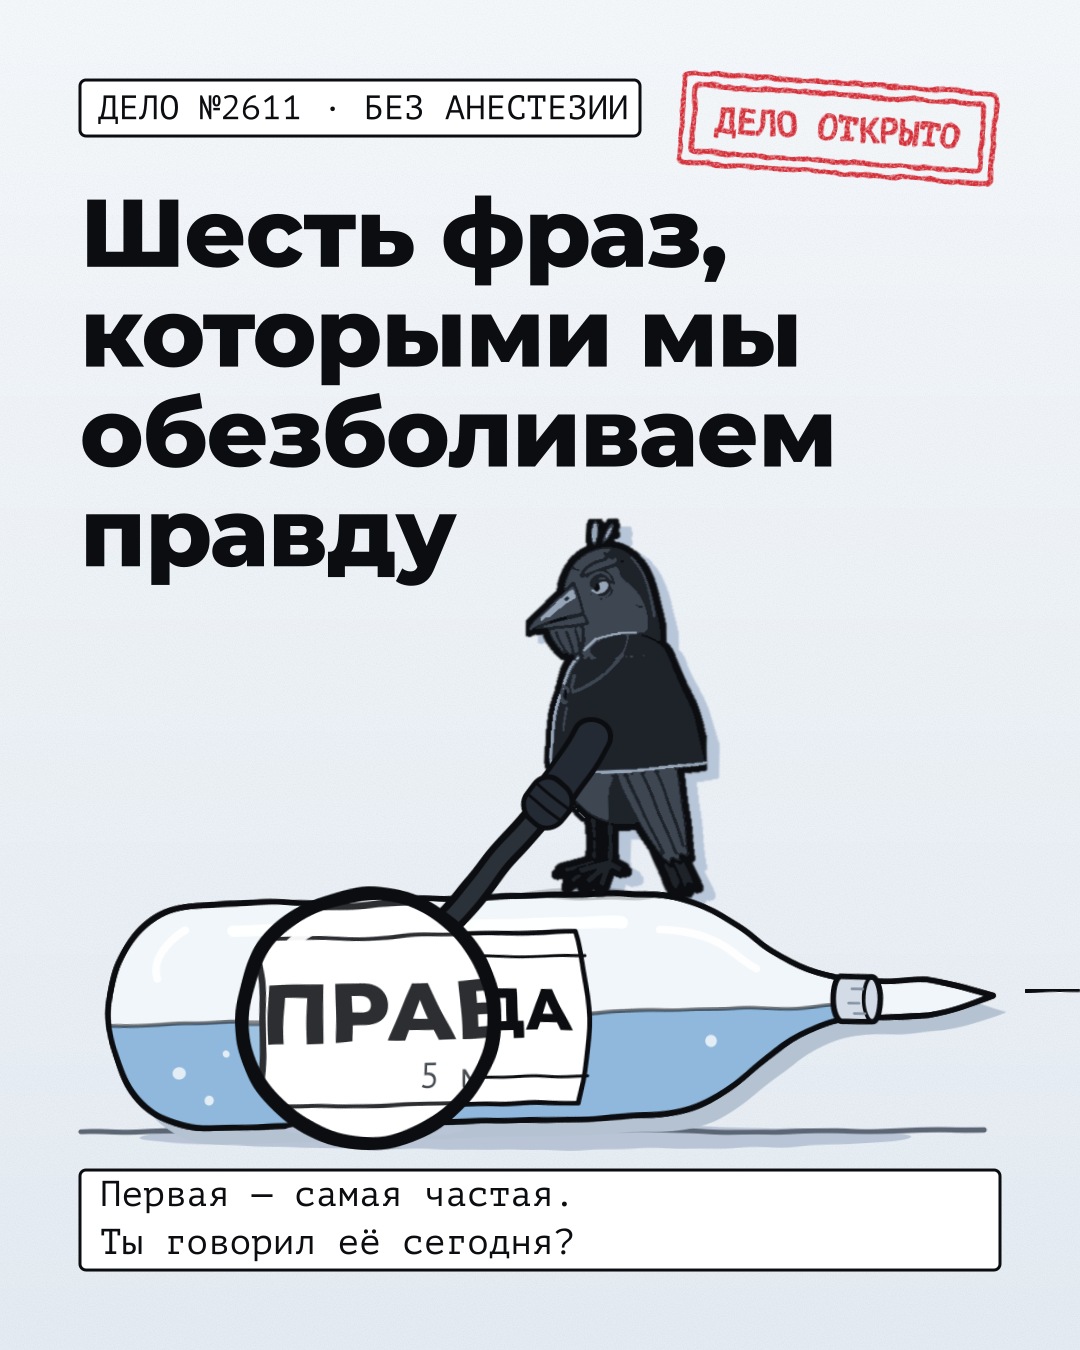 ДЕЛО №2611 · БЕЗ АНЕСТЕЗИИ
ДЕЛО ОТКРЫТО
Шесть фраз,
которыми мы
обезболиваем
правду
ПРАВДА
5
Первая — самая частая.
Ты говорил её сегодня?